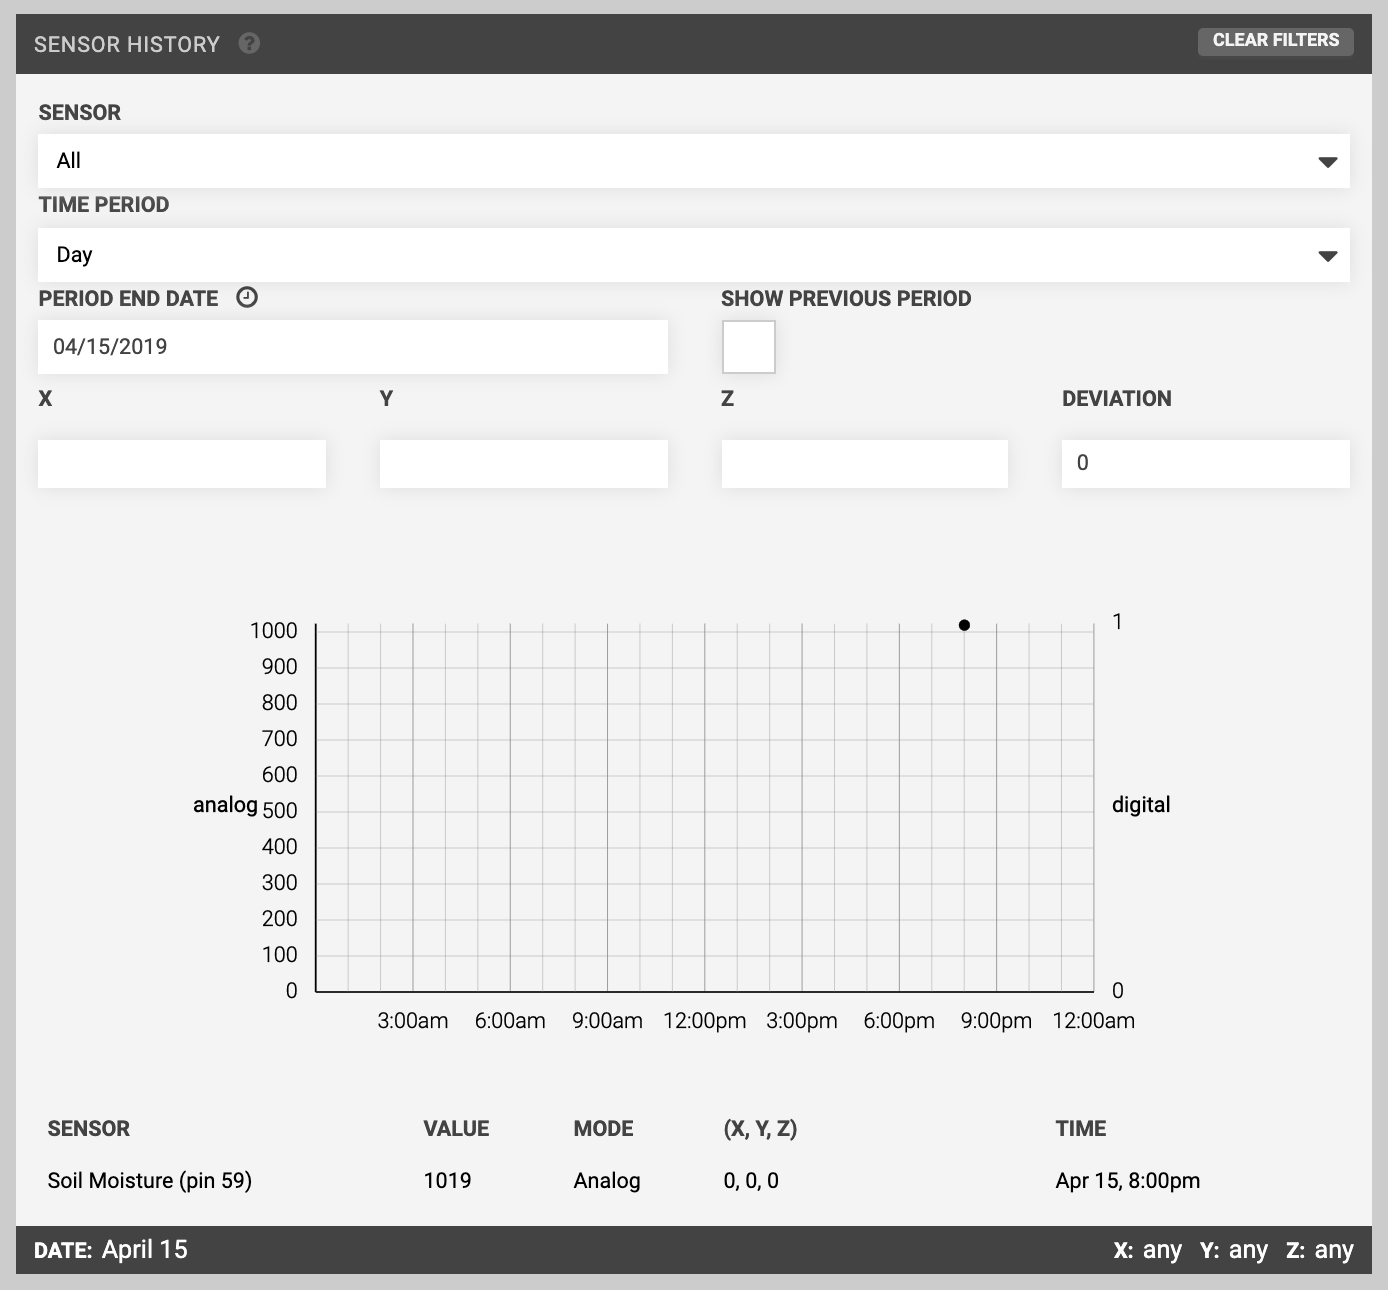 SENSOR HISTORY ? CLEAR FILTERS
SENSOR
All
TIME PERIOD
Day
PERIOD END DATE SHOW PREVIOUS PERIOD
04/15/2019
X Y Z DEVIATION
0
1000 1
900
800
700
600
analog 500 digital
400
300
200
100
0 0
3:00am 6:00am 9:00am 12:00pm 3:00pm 6:00pm 9:00pm 12:00am
SENSOR VALUE MODE (X, Y, Z) TIME
Soil Moisture (pin 59) 1019 Analog 0, 0, 0 Apr 15, 8:00pm
DATE: April 15 X: any Y: any Z: any